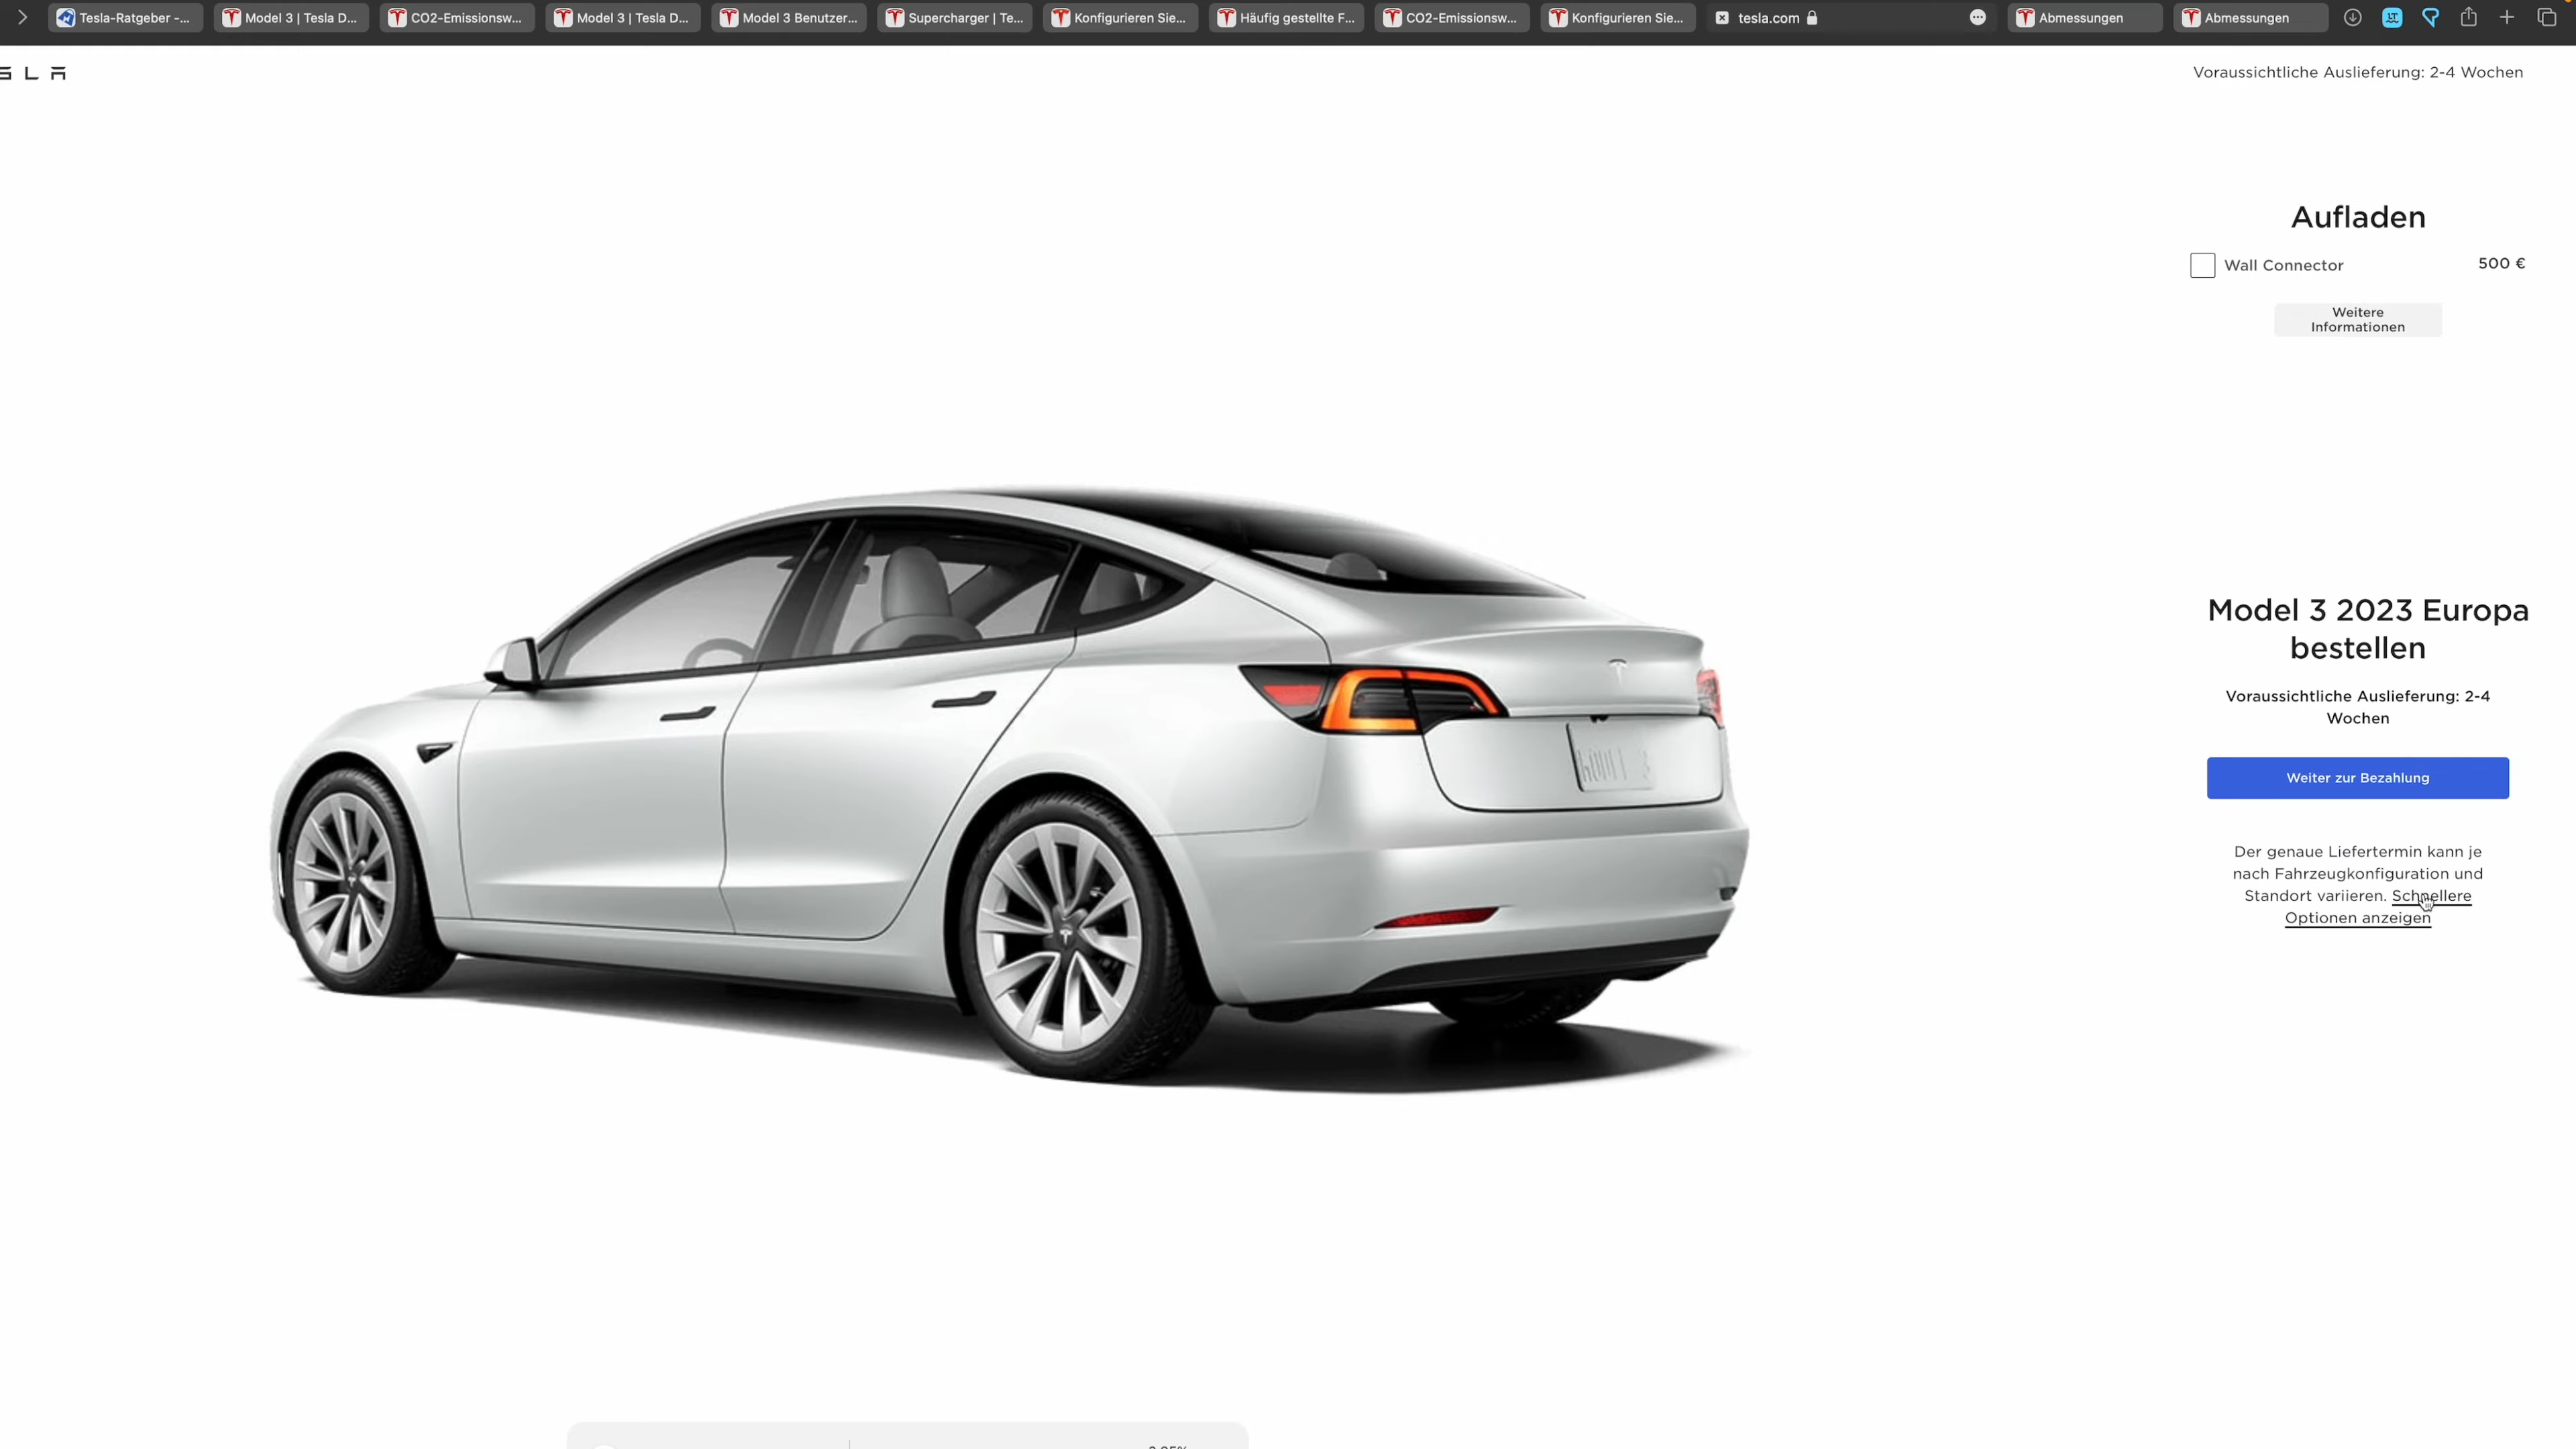 Tesla-Ratgeber -...
Model 3 | Tesla D...
CO2-Emissionsw...
Model 3 | Tesla D...
Model 3 Benutzer...
Supercharger | Te...
Konfigurieren Sie...
Häufig gestellte F...
CO2-Emissionsw...
Konfigurieren Sie...
tesla.com
Abmessungen
Abmessungen
LT
S L A
Voraussichtliche Auslieferung: 2-4 Wochen
Aufladen
Wall Connector 500 €
Weitere
Informationen
Model 3 2023 Europa
bestellen
Voraussichtliche Auslieferung: 2-4
Wochen
Weiter zur Bezahlung
Der genaue Liefertermin kann je
nach Fahrzeugkonfiguration und
Standort variieren. Schnellere
Optionen anzeigen